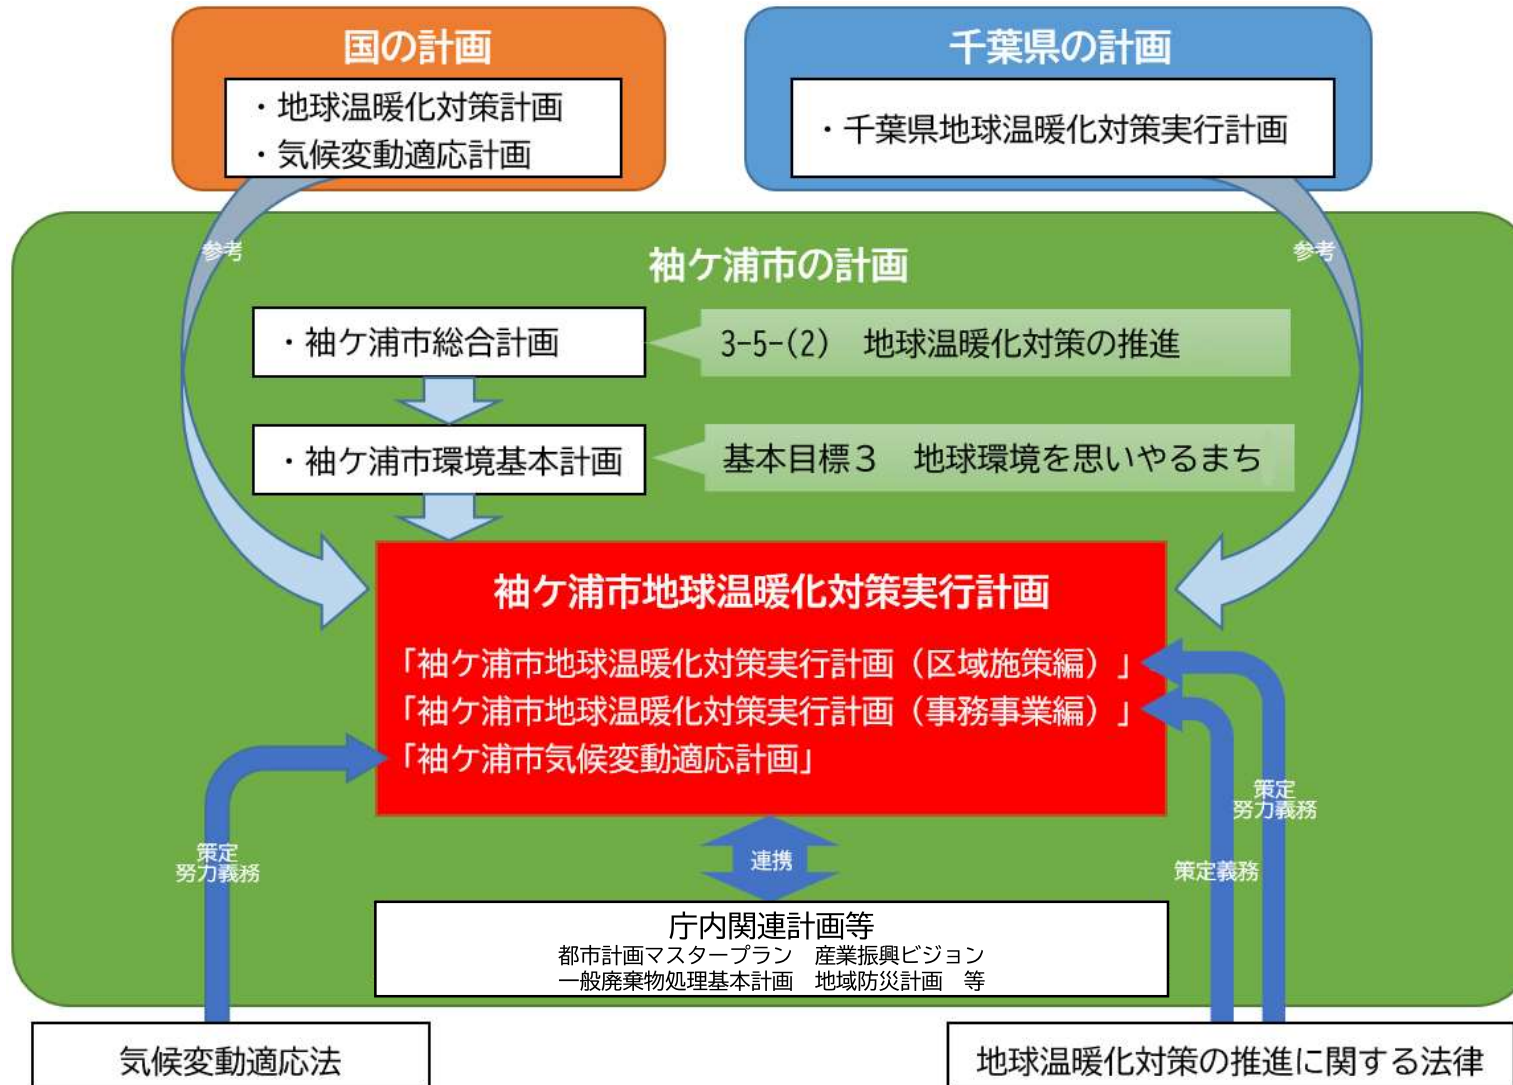 国の計画
・地球温暖化対策計画
・気候変動適応計画
千葉県の計画
・千葉県地球温暖化対策実行計画
参考
参考
袖ケ浦市の計画
・袖ケ浦市総合計画
3-5-(2)　地球温暖化対策の推進
・袖ケ浦市環境基本計画
基本目標３　地球環境を思いやるまち
袖ケ浦市地球温暖化対策実行計画
「袖ケ浦市地球温暖化対策実行計画（区域施策編）」
「袖ケ浦市地球温暖化対策実行計画（事務事業編）」
「袖ケ浦市気候変動適応計画」
策定
努力義務
策定義務
策定
努力義務
連携
庁内関連計画等
都市計画マスタープラン　産業振興ビジョン
一般廃棄物処理基本計画　地域防災計画　等
気候変動適応法
地球温暖化対策の推進に関する法律